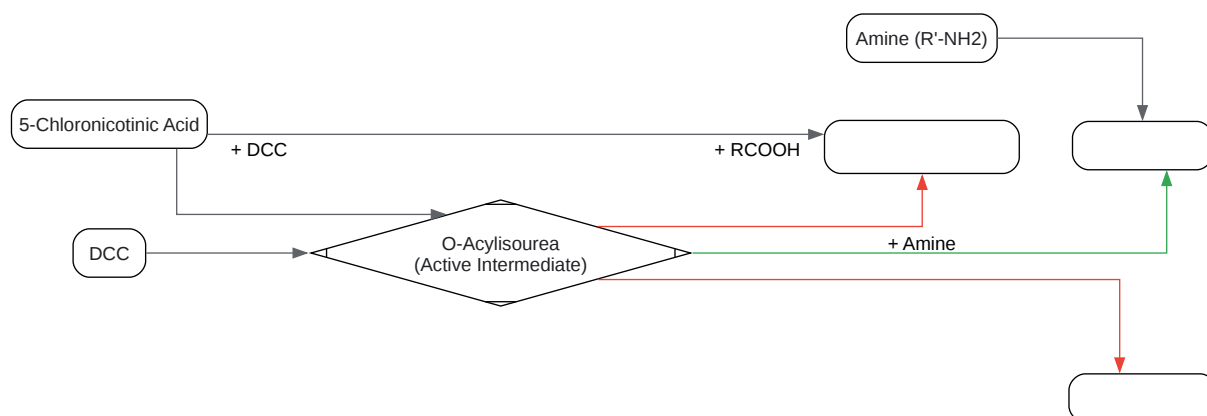 Amine (R'-NH2)
5-Chloronicotinic Acid
+ DCC
+ RCOOH
DCC
O-Acylisourea
(Active Intermediate)
+ Amine